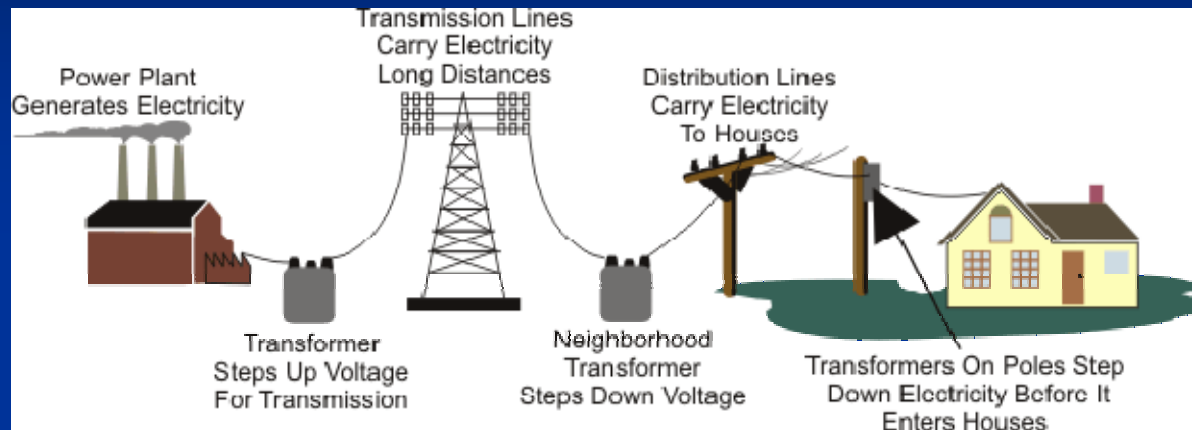 Power Plant
Generates Electricity
Transmission Lines
Carry Electricity
Long Distances
Distribution Lines
Carry Electricity
To Houses
Transformer
Steps Up Voltage
For Transmission
Neighborhood
Transformer
Steps Down Voltage
Transformers On Poles Step
Down Electricity Before It
Enters Houses